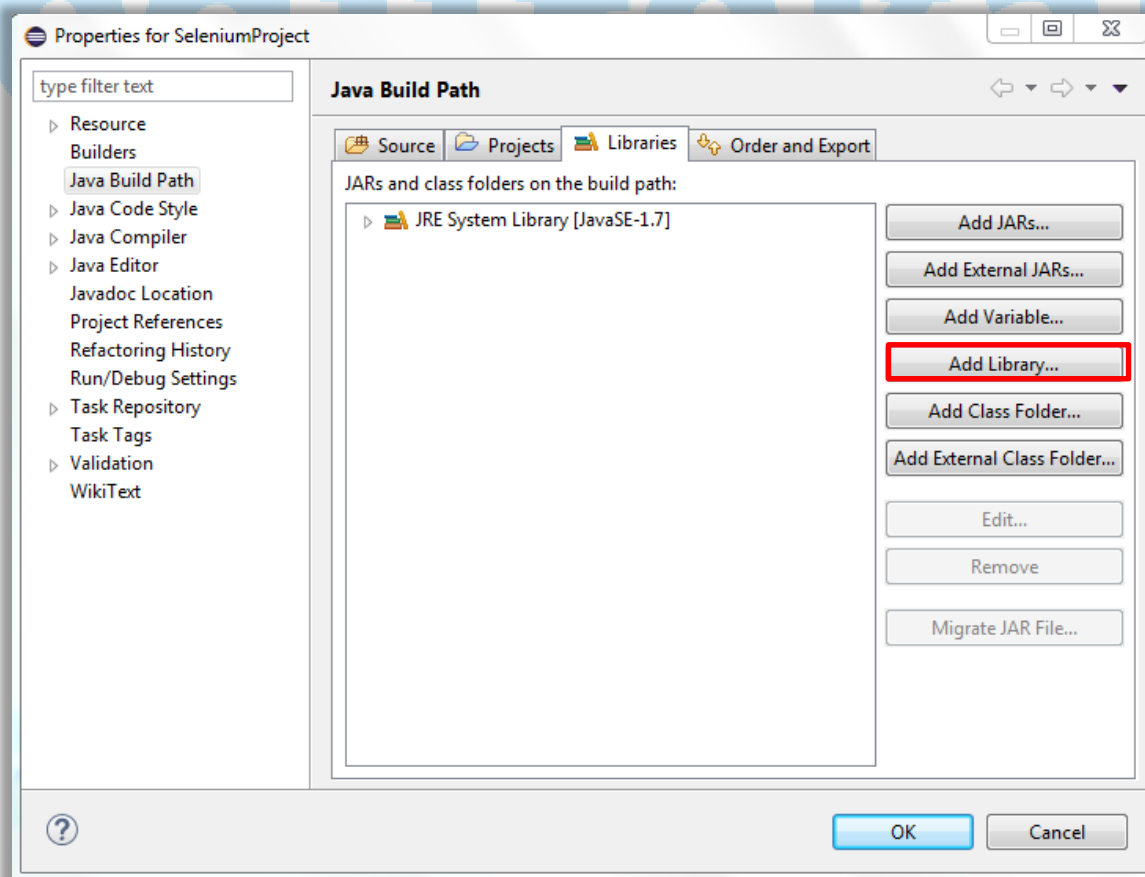 Properties for SeleniumProject
type filter text
Resource
Builders
Java Build Path
Java Code Style
Java Compiler
Java Editor
Javadoc Location
Project References
Refactoring History
Run/Debug Settings
Task Repository
Task Tags
Validation
WikiText
Java Build Path
Source
Projects
Libraries
Order and Export
JARs and class folders on the build path:
JRE System Library [JavaSE-1.7]
Add JARs...
Add External JARs...
Add Variable...
Add Library...
Add Class Folder...
Add External Class Folder...
Edit...
Remove
Migrate JAR File...
?
OK
Cancel